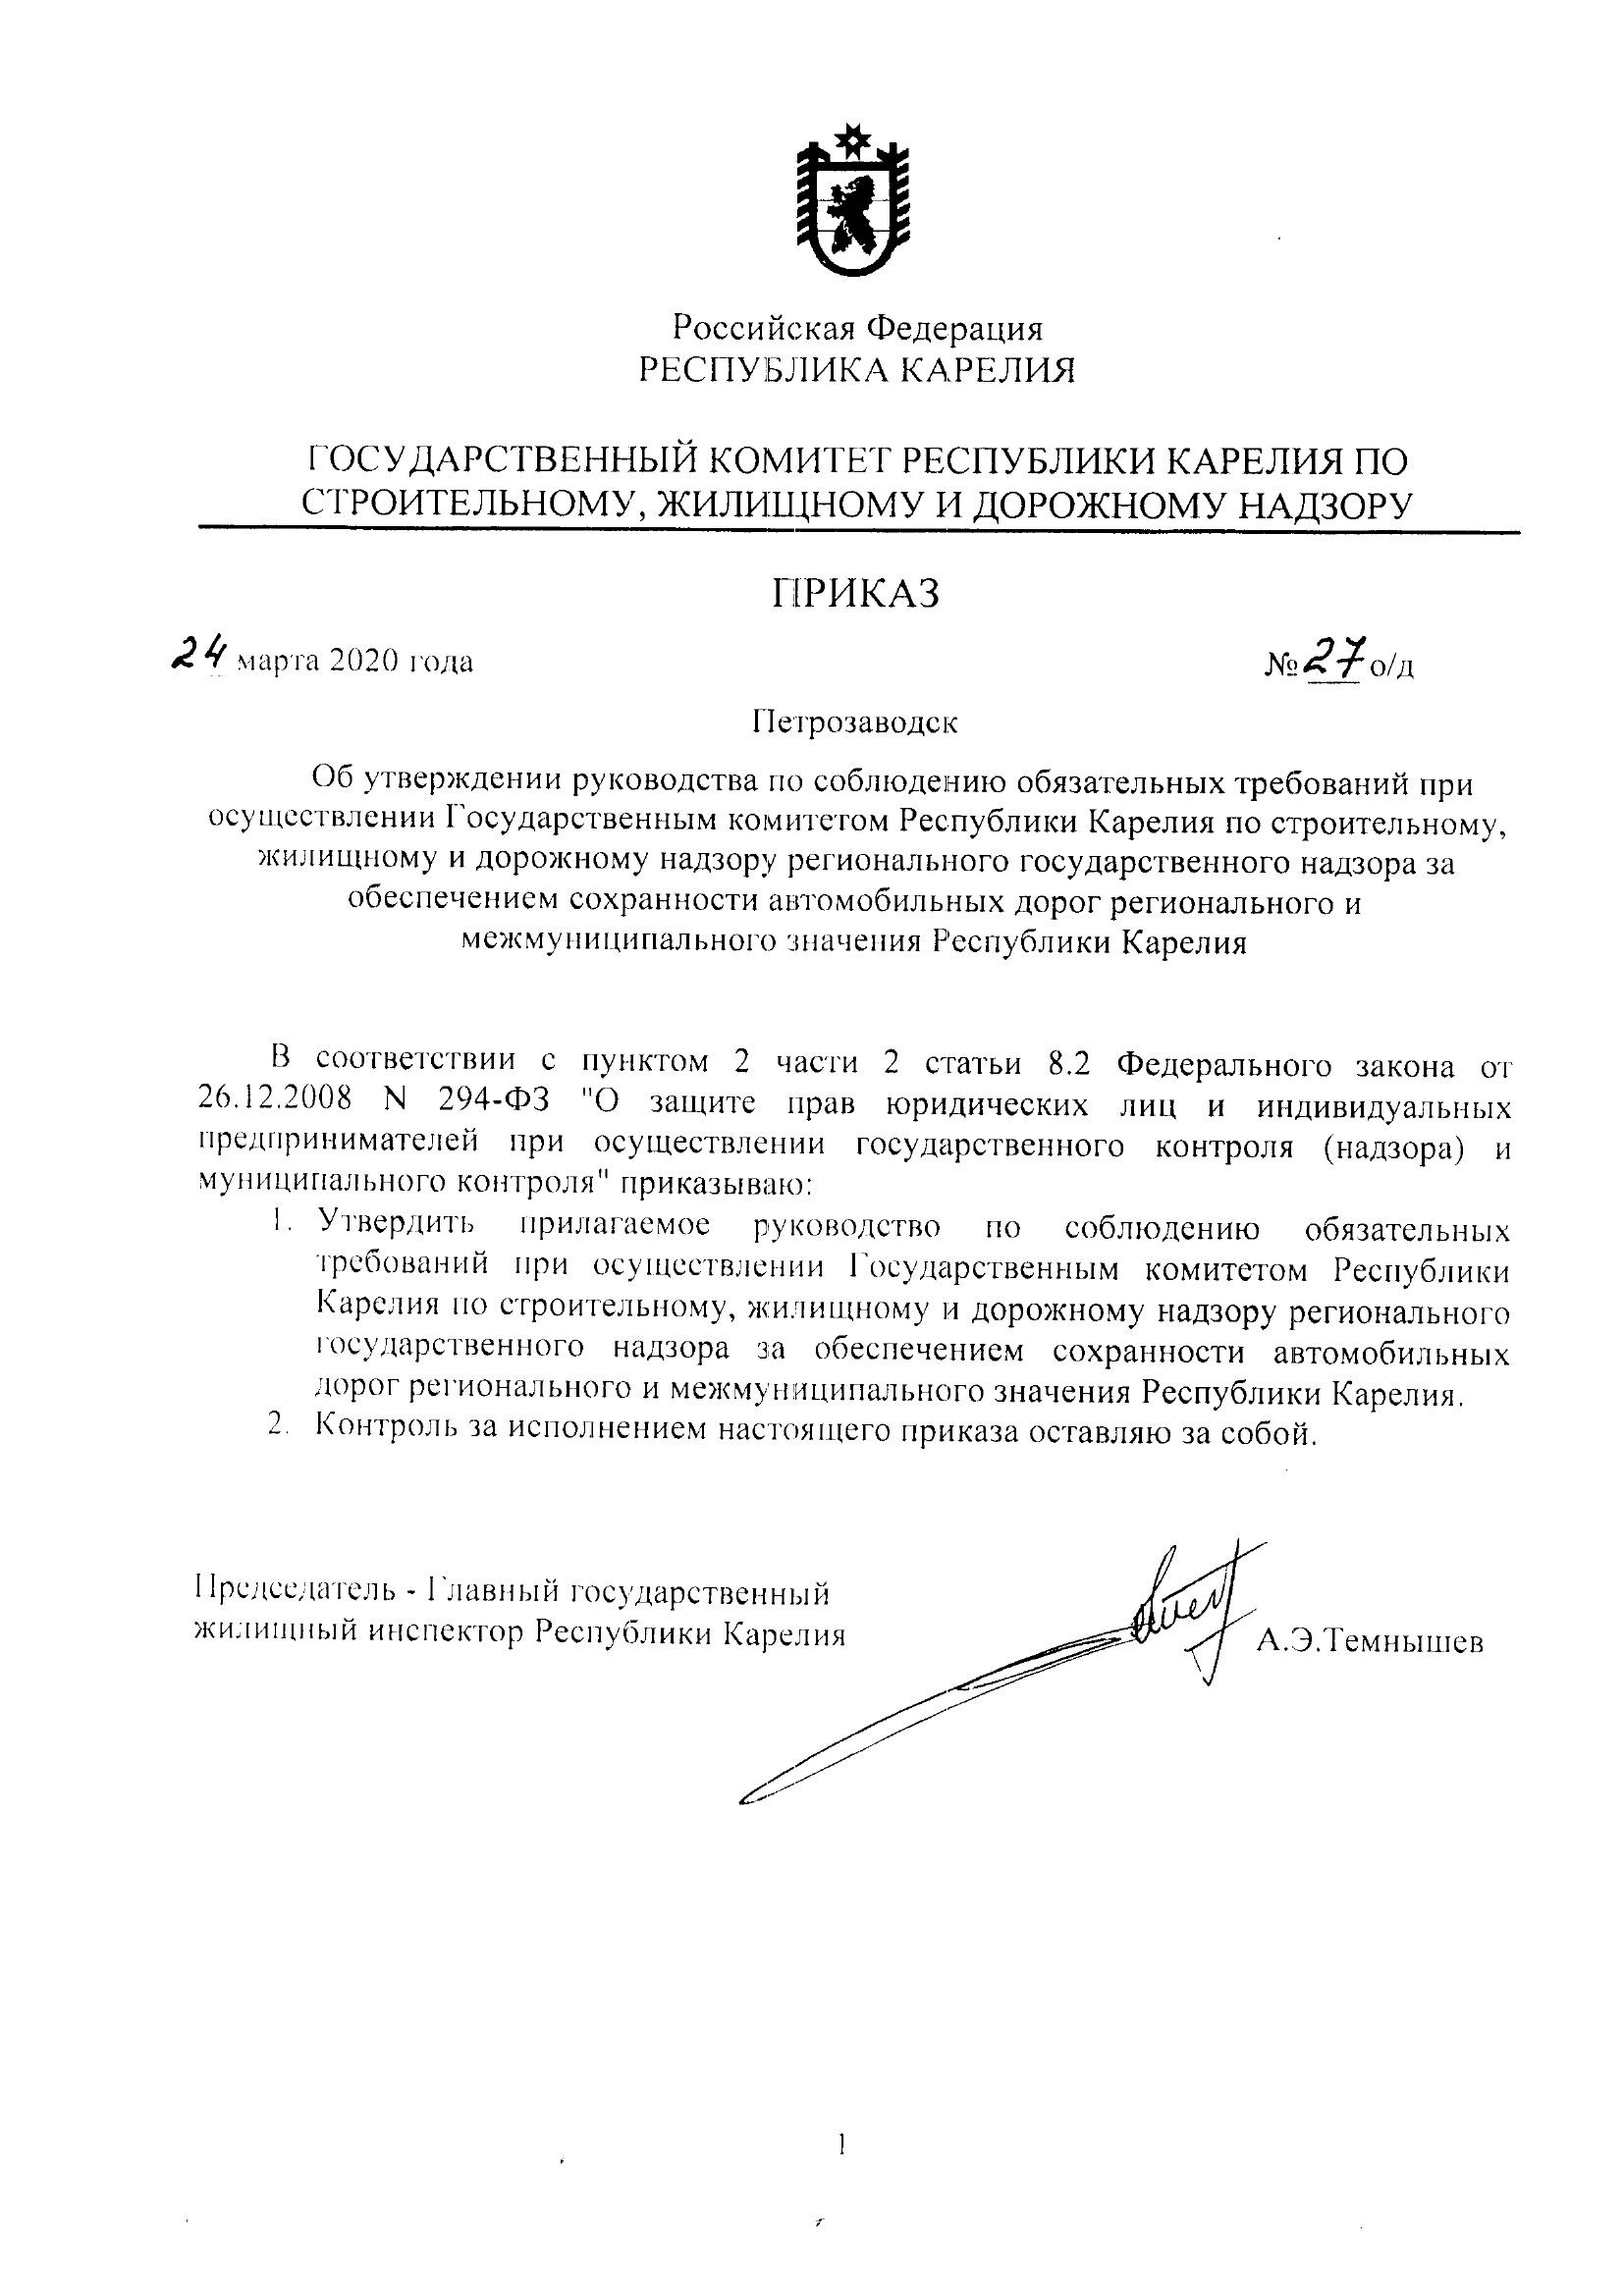 Российская Федерация
РЕСПУБЛИКА КАРЕЛИЯ
ГОСУДАРСТВЕННЫЙ КОМИТЕТ РЕСПУБЛИКИ КАРЕЛИЯ ПО
СТРОИТЕЛЬНОМУ, ЖИЛИЩНОМУ И ДОРОЖНОМУ НАДЗОРУ
ПРИКАЗ
24 марта 2020 года № 27 о/д
Петрозаводск
Об утверждении руководства по соблюдению обязательных требований при
осуществлении Государственным комитетом Республики Карелия по строительному,
жилищному и дорожному надзору регионального государственного надзора за
обеспечением сохранности автомобильных дорог регионального и
межмуниципального значения Республики Карелия
В соответствии с пунктом 2 части 2 статьи 8.2 Федерального закона от
26.12.2008 N 294-ФЗ "О защите прав юридических лиц и индивидуальных
предпринимателей при осуществлении государственного контроля (надзора) и
муниципального контроля" приказываю:
1. Утвердить прилагаемое руководство по соблюдению обязательных
требований при осуществлении Государственным комитетом Республики
Карелия по строительному, жилищному и дорожному надзору регионального
государственного надзора за обеспечением сохранности автомобильных
дорог регионального и межмуниципального значения Республики Карелия.
2. Контроль за исполнением настоящего приказа оставляю за собой.
Председатель - Главный государственный
жилищный инспектор Республики Карелия А.Э.Темнышев
1